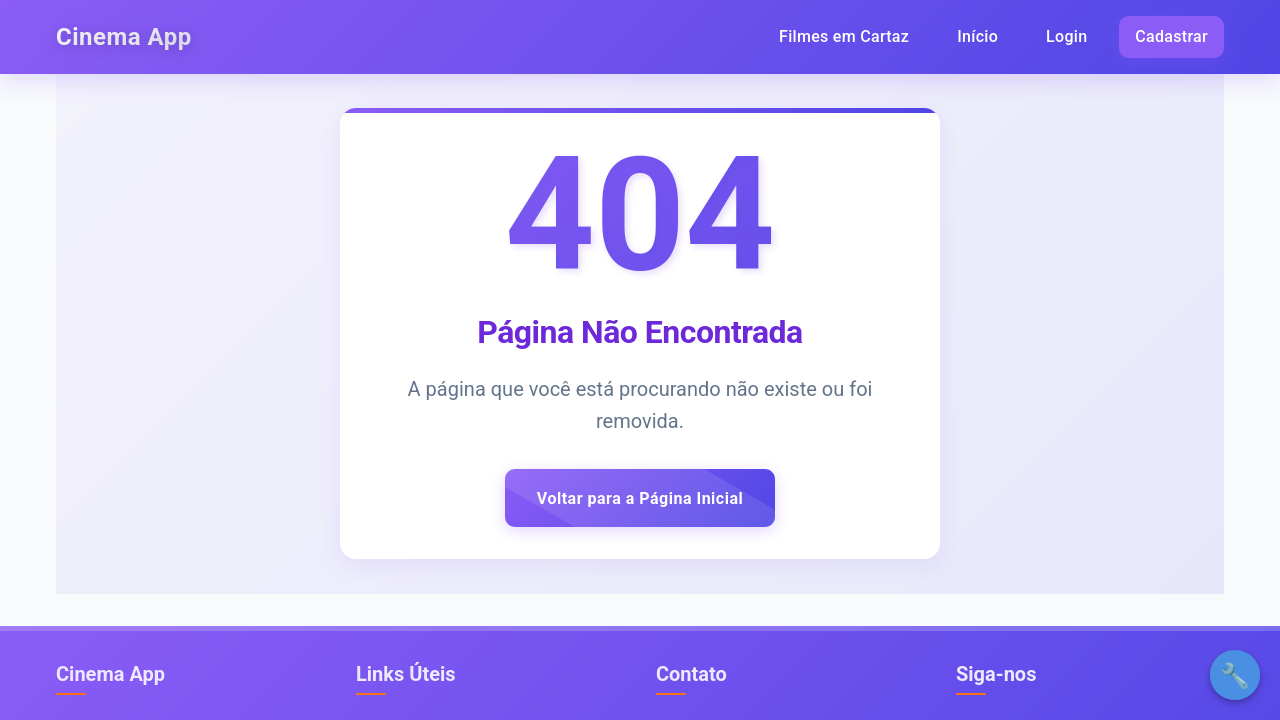 Cinema App
Filmes em Cartaz
Início
Login
Cadastrar
404
Página Não Encontrada
A página que você está procurando não existe ou foi
removida.
Voltar para a Página Inicial
Cinema App
Links Úteis
Contato
Siga-nos